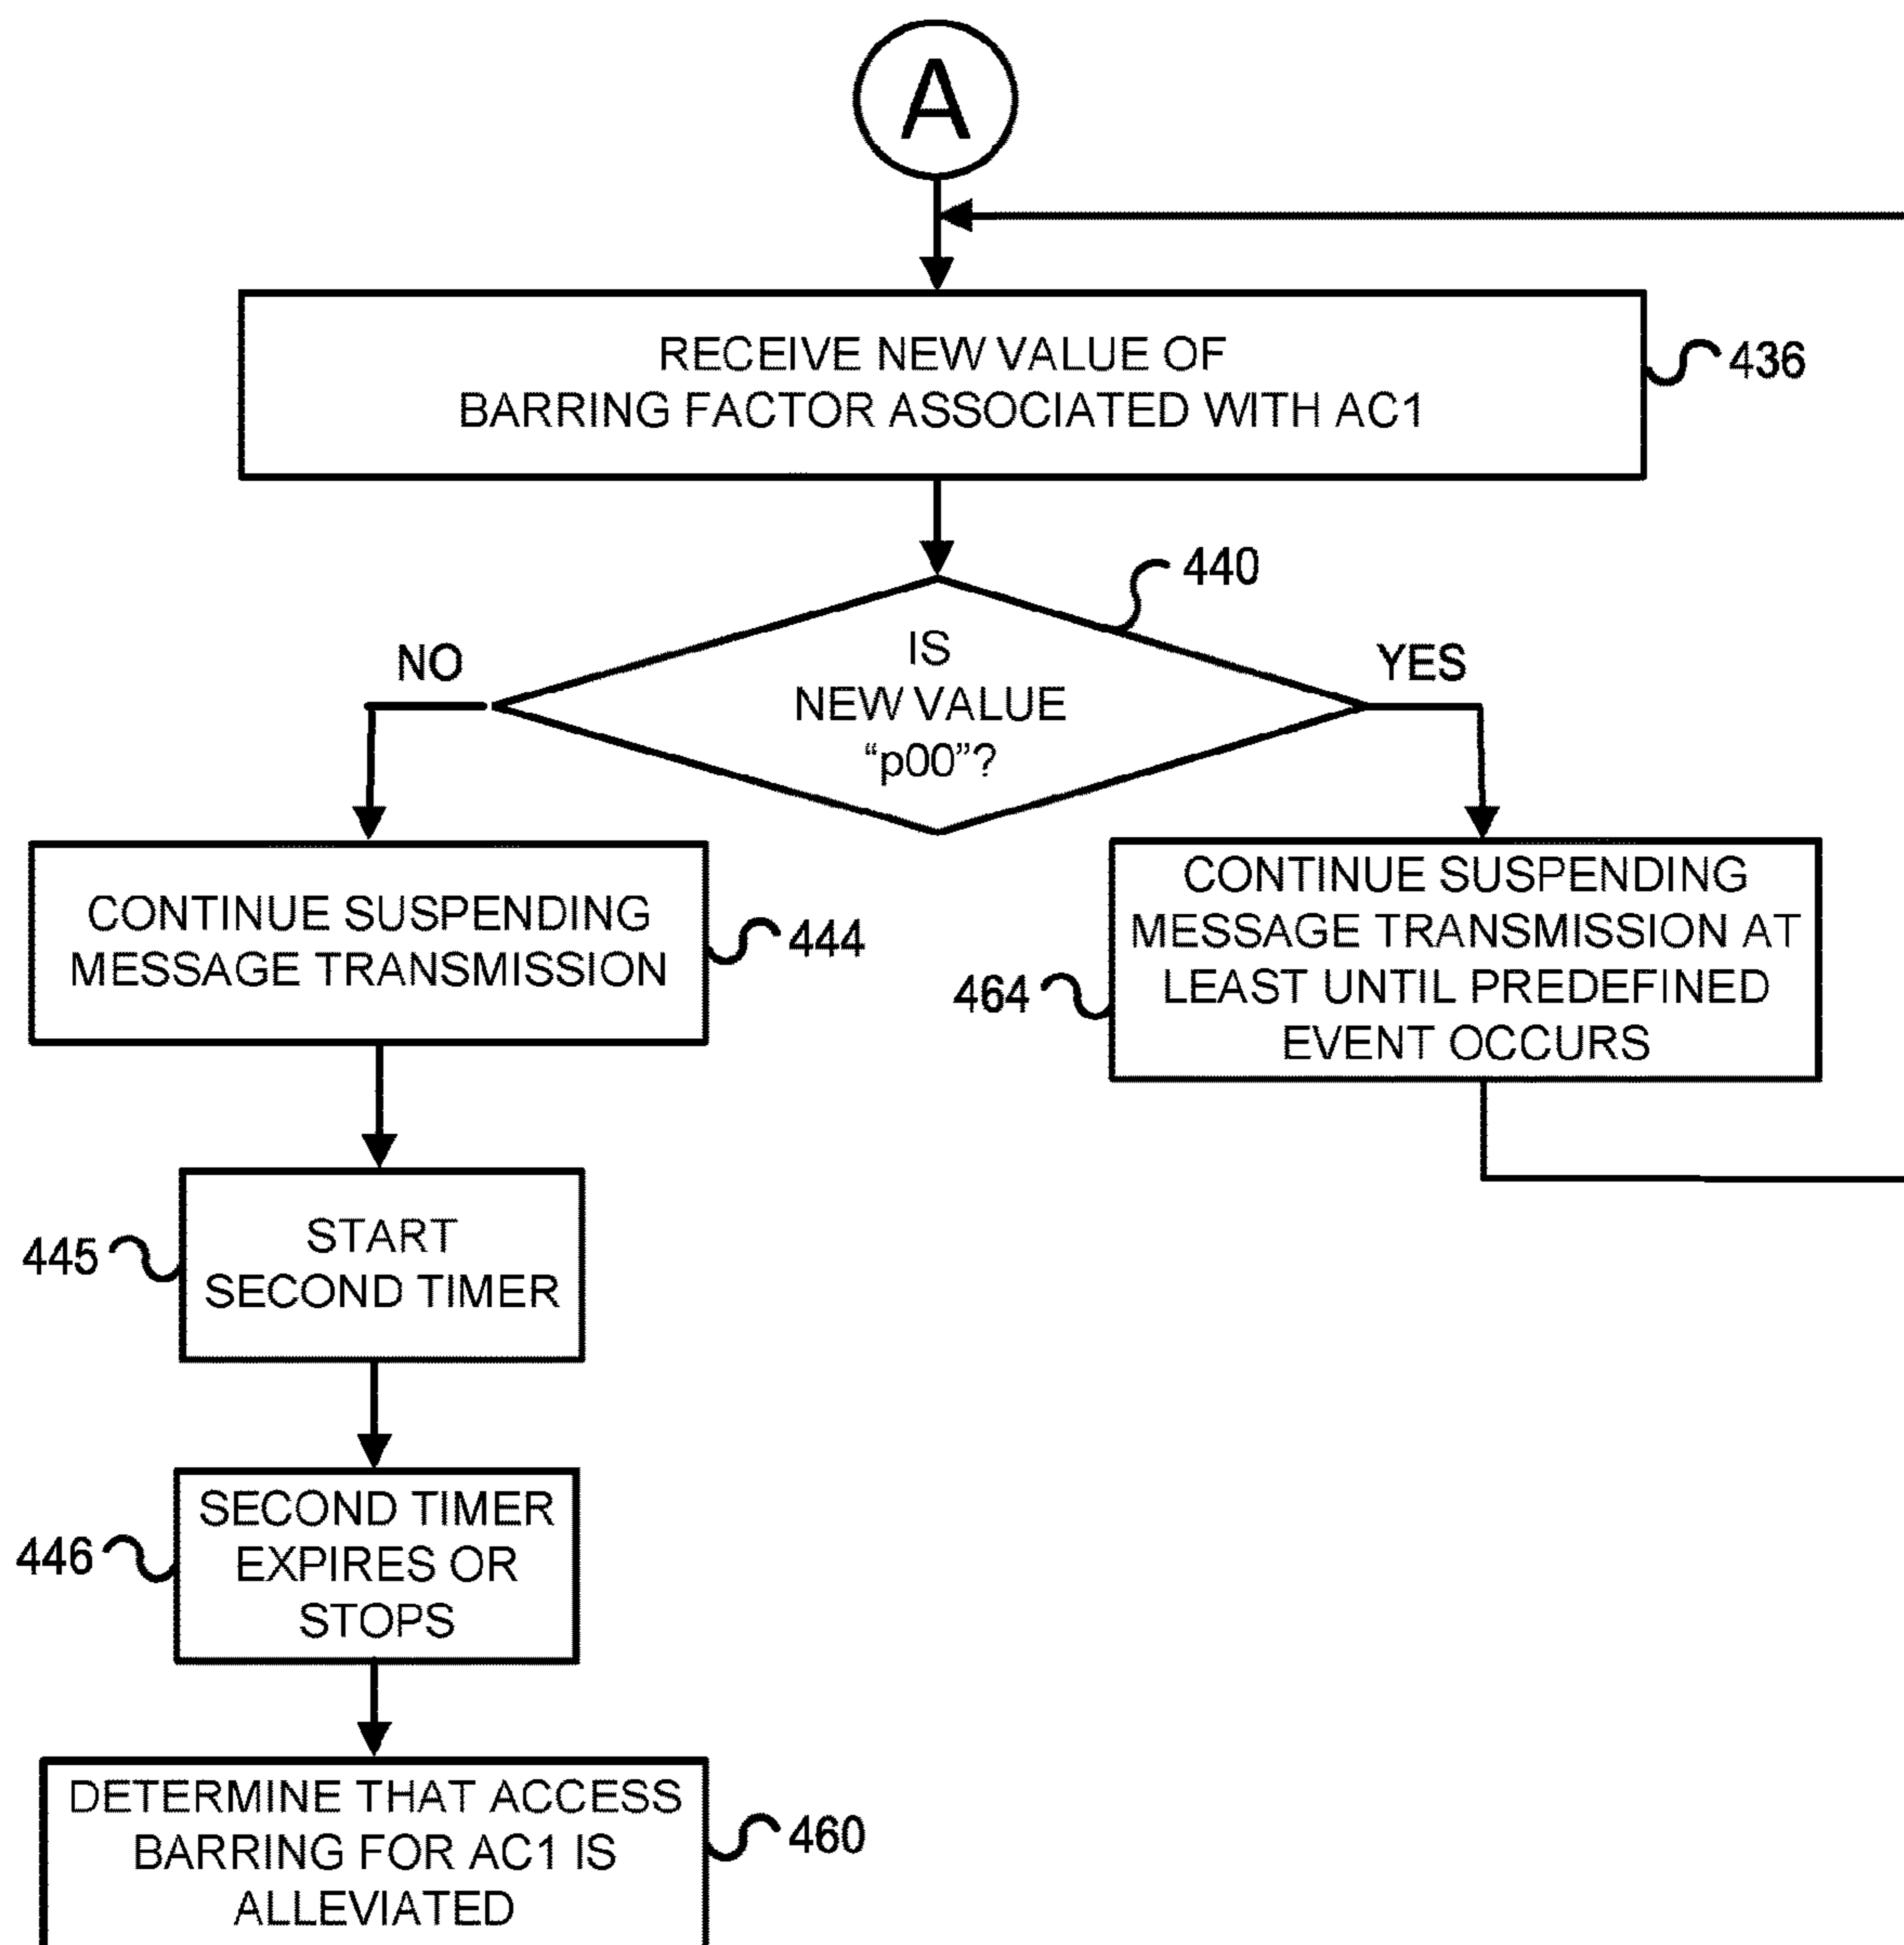 A
RECEIVE NEW VALUE OF
BARRING FACTOR ASSOCIATED WITH AC1
436
440
IS
NEW VALUE
“p00”?
NO
YES
CONTINUE SUSPENDING
MESSAGE TRANSMISSION
444
CONTINUE SUSPENDING
MESSAGE TRANSMISSION AT
LEAST UNTIL PREDEFINED
EVENT OCCURS
464
START
SECOND TIMER
445
SECOND TIMER
EXPIRES OR
STOPS
446
DETERMINE THAT ACCESS
BARRING FOR AC1 IS
ALLEVIATED
460